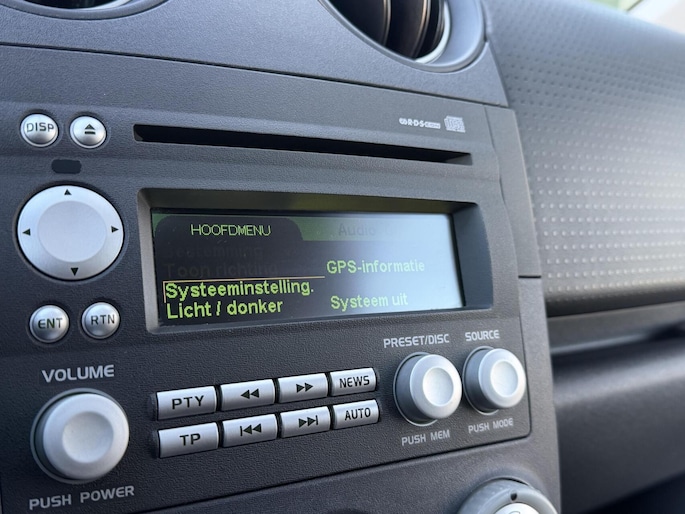 R·D·S
DISP
HOOFDMENU
Audio
GPS-informatie
Systeeminstelling.
Licht / donker
Systeem uit
ENT
RTN
VOLUME
PUSH POWER
PTY
NEWS
TP
AUTO
PRESET/DISC
PUSH MEM
SOURCE
PUSH MODE